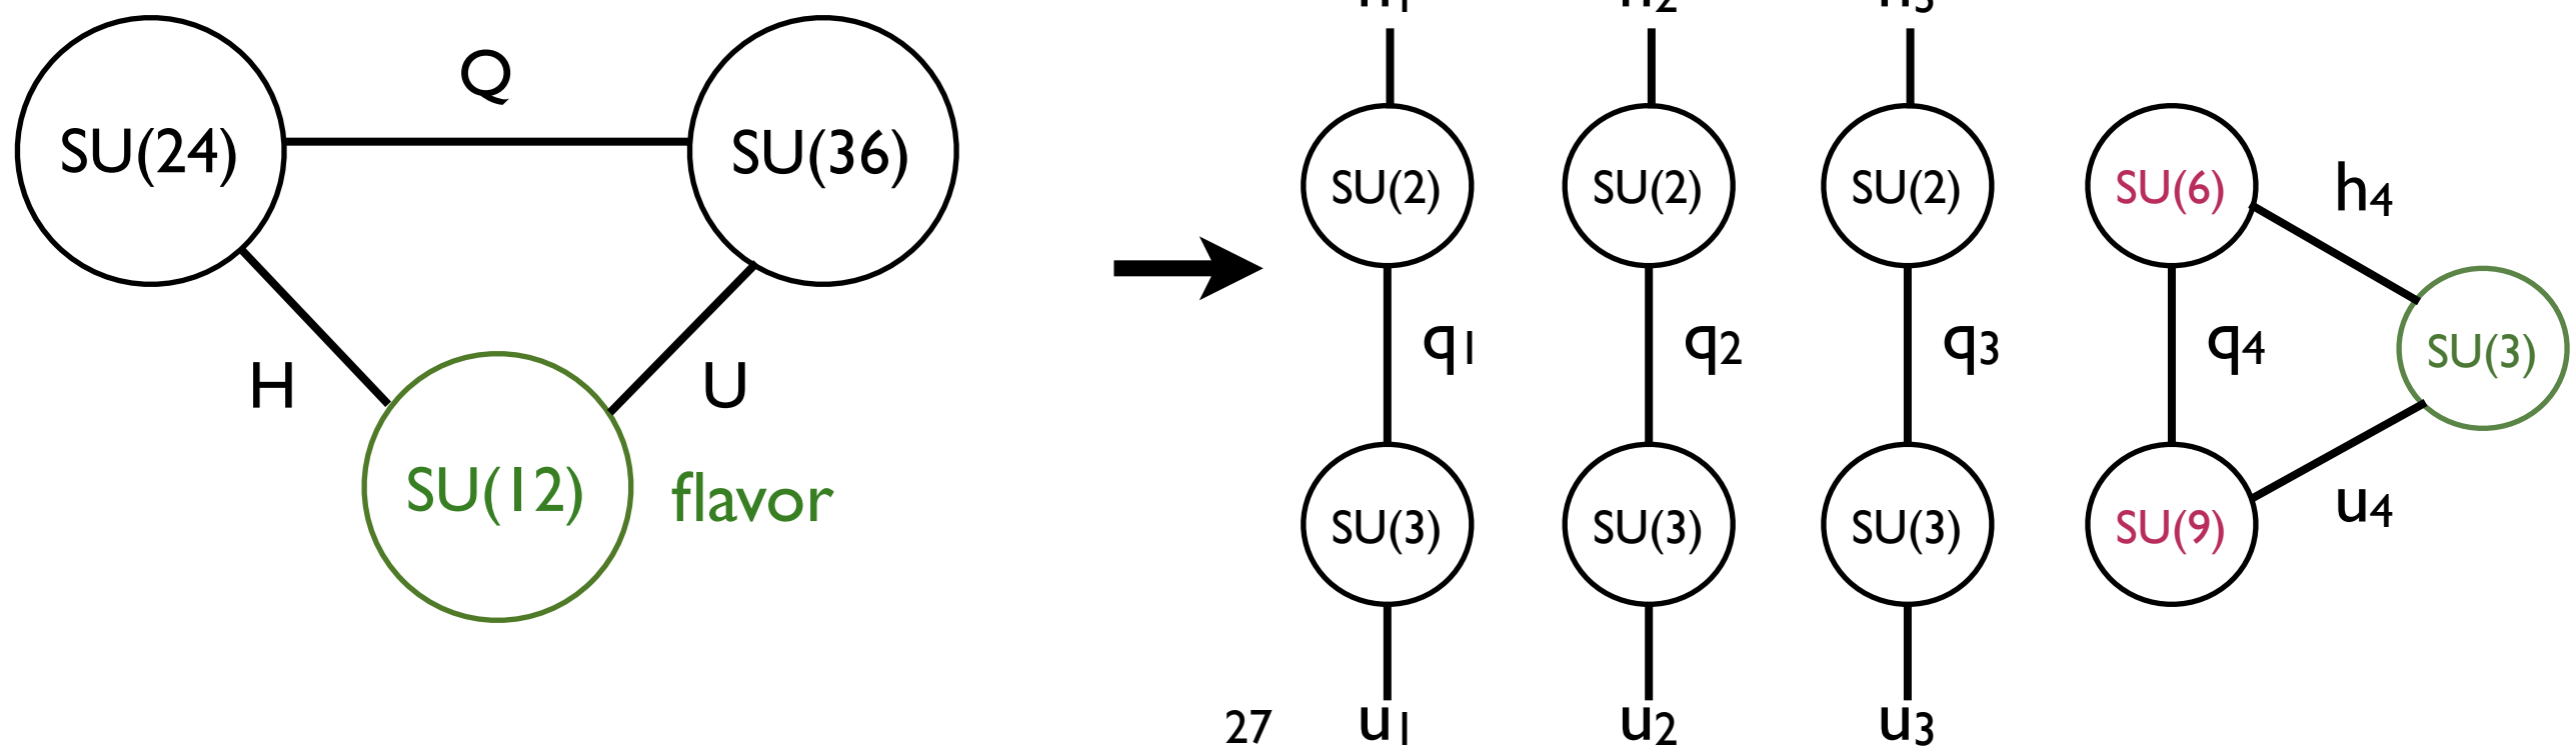 Q
SU(24)
SU(36)
H
U
SU(12)
flavor
SU(2)
SU(2)
SU(2)
SU(6)
h4
q1
q2
q3
q4
SU(3)
SU(3)
SU(3)
SU(3)
SU(9)
u4
27
u1
u2
u3